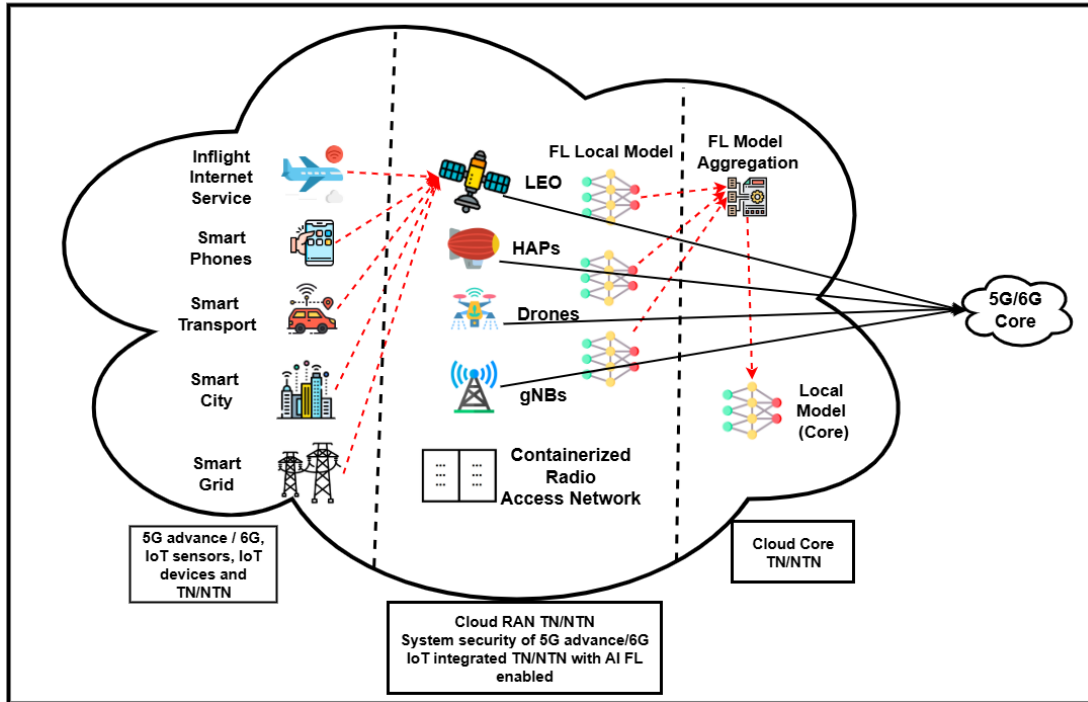 Inflight
Internet
Service
Smart
Phones
Smart
Transport
Smart
City
Smart
Grid
LEO
HAPs
Drones
gNBs
Containerized
Radio
Access Network
FL Local Model
FL Model
Aggregation
Local
Model
(Core)
5G/6G
Core
5G advance / 6G,
IoT sensors, IoT
devices and
TN/NTN
Cloud RAN TN/NTN
System security of 5G advance/6G
IoT integrated TN/NTN with AI FL
enabled
Cloud Core
TN/NTN